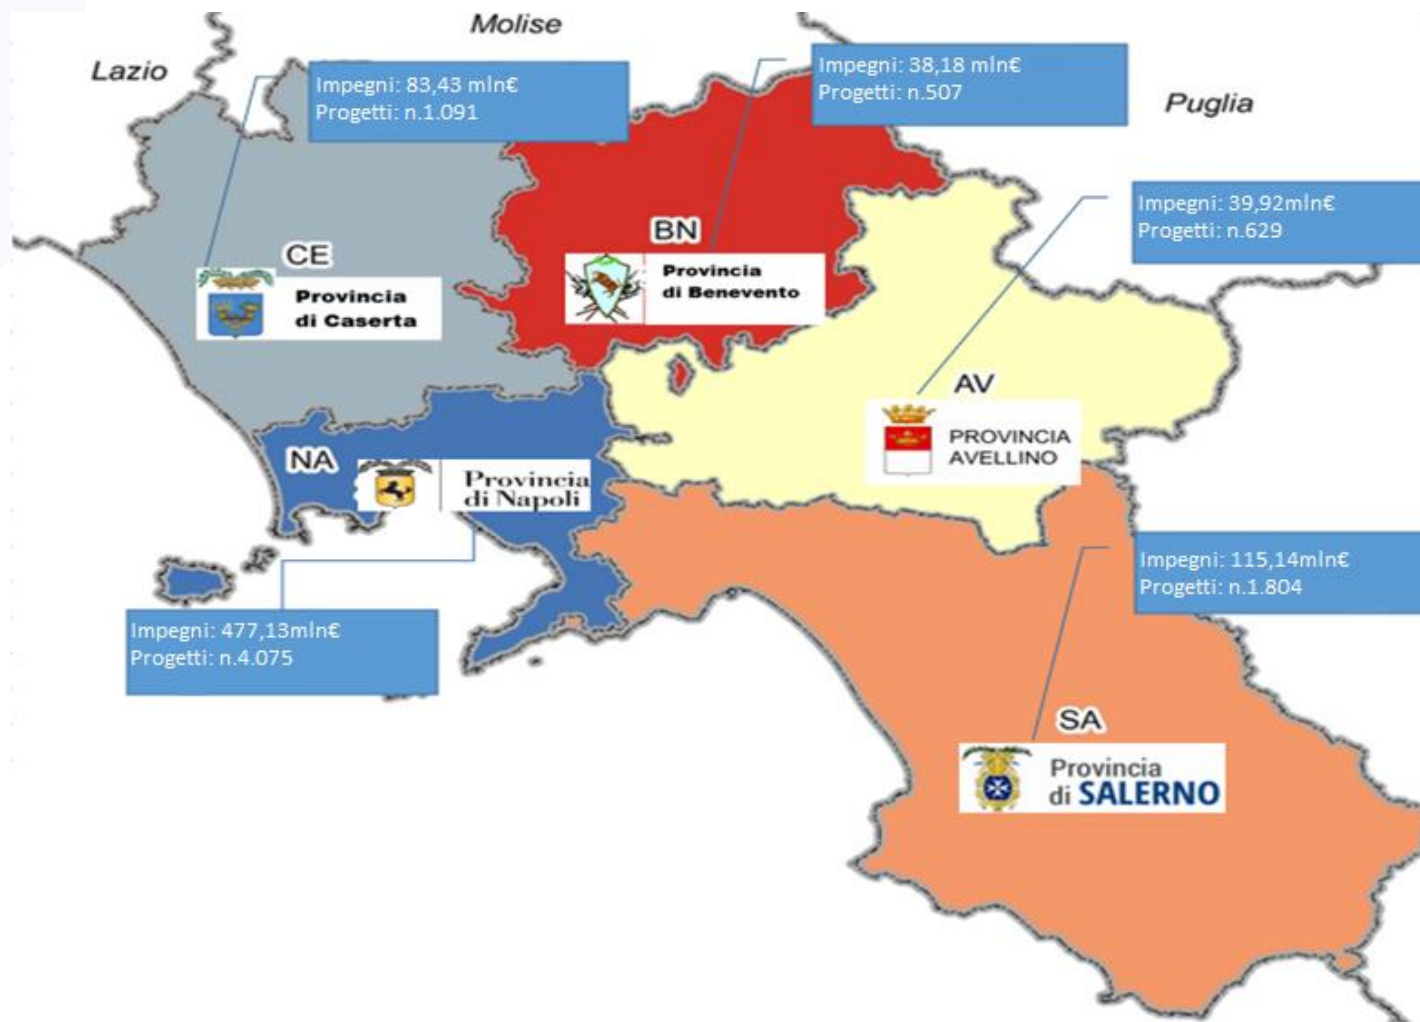 Molise
Lazio
Puglia
Impegni: 83,43 mln€
Progetti: n.1.091
Impegni: 38,18 mln€
Progetti: n.507
Impegni: 39,92mln€
Progetti: n.629
CE
Provincia
di Caserta
BN
Provincia
di Benevento
AV
PROVINCIA
AVELLINO
NA
Provincia
di Napoli
Impegni: 477,13mln€
Progetti: n.4.075
Impegni: 115,14mln€
Progetti: n.1.804
SA
Provincia
di SALERNO